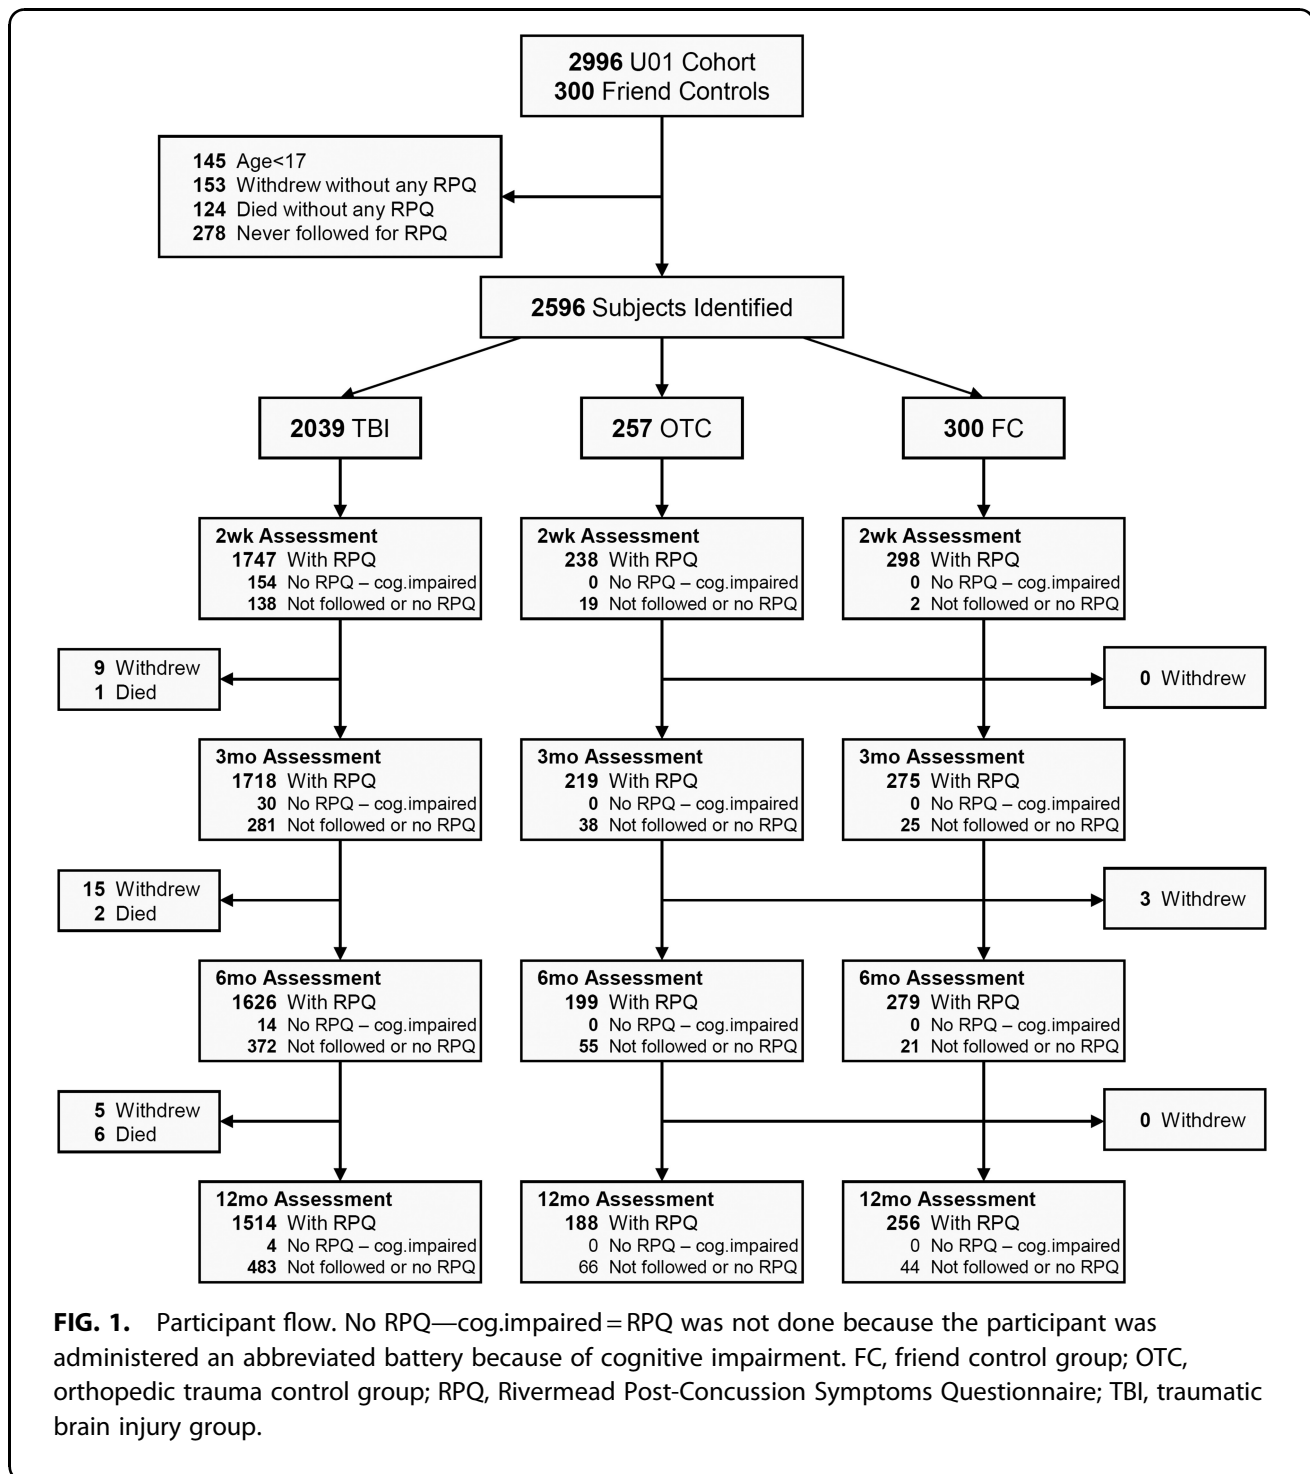 2996 U01 Cohort
300 Friend Controls
145 Age<17
153 Withdrew without any RPQ
124 Died without any RPQ
278 Never followed for RPQ
2596 Subjects Identified
2039 TBI
257 OTC
300 FC
2wk Assessment
1747 With RPQ
154 No RPQ – cog.impaired
138 Not followed or no RPQ
2wk Assessment
238 With RPQ
0 No RPQ – cog.impaired
19 Not followed or no RPQ
2wk Assessment
298 With RPQ
0 No RPQ – cog.impaired
2 Not followed or no RPQ
9 Withdrew
1 Died
0 Withdrew
3mo Assessment
1718 With RPQ
30 No RPQ – cog.impaired
281 Not followed or no RPQ
3mo Assessment
219 With RPQ
0 No RPQ – cog.impaired
38 Not followed or no RPQ
3mo Assessment
275 With RPQ
0 No RPQ – cog.impaired
25 Not followed or no RPQ
15 Withdrew
2 Died
3 Withdrew
6mo Assessment
1626 With RPQ
14 No RPQ – cog.impaired
372 Not followed or no RPQ
6mo Assessment
199 With RPQ
0 No RPQ – cog.impaired
55 Not followed or no RPQ
6mo Assessment
279 With RPQ
0 No RPQ – cog.impaired
21 Not followed or no RPQ
5 Withdrew
6 Died
0 Withdrew
12mo Assessment
1514 With RPQ
4 No RPQ – cog.impaired
483 Not followed or no RPQ
12mo Assessment
188 With RPQ
0 No RPQ – cog.impaired
66 Not followed or no RPQ
12mo Assessment
256 With RPQ
0 No RPQ – cog.impaired
44 Not followed or no RPQ
FIG. 1. Participant flow. No RPQ—cog.impaired = RPQ was not done because the participant was
administered an abbreviated battery because of cognitive impairment. FC, friend control group; OTC,
orthopedic trauma control group; RPQ, Rivermead Post-Concussion Symptoms Questionnaire; TBI, traumatic
brain injury group.